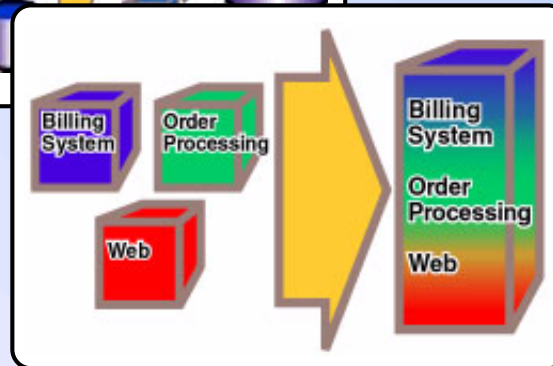 Billing
System
Order
Processing
Web
Billing
System
Order
Processing
Web